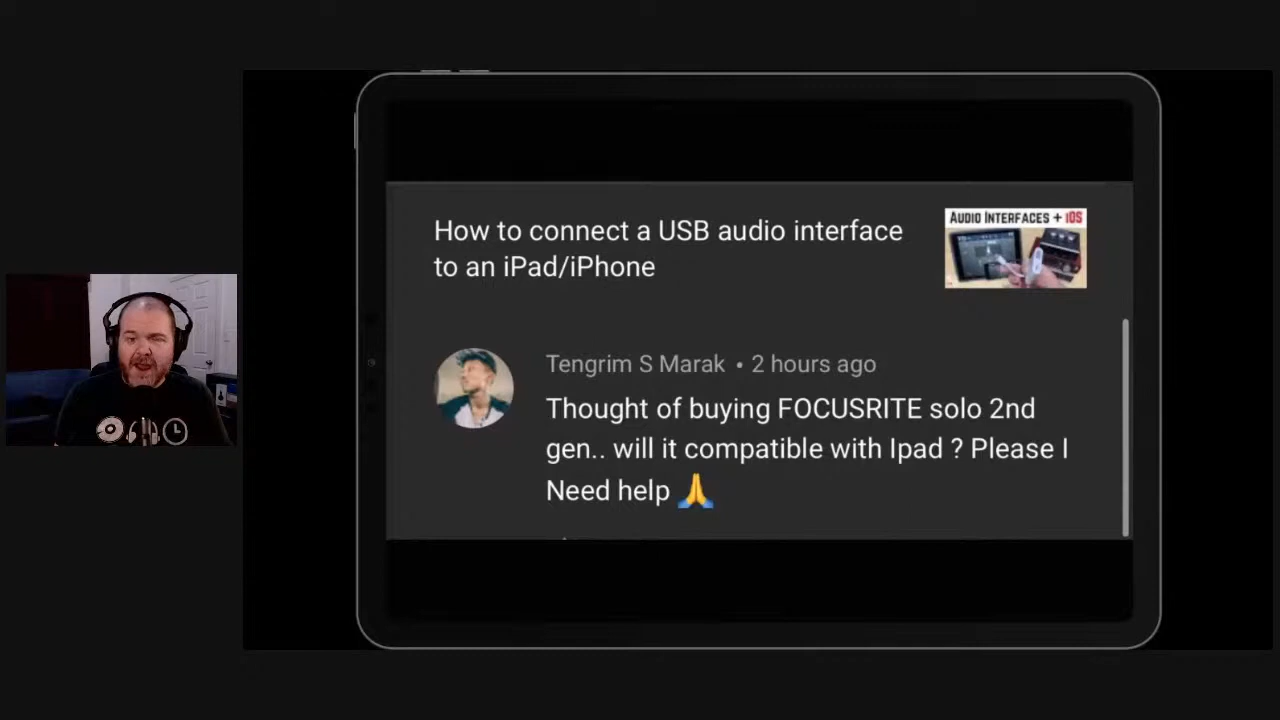 How to connect a USB audio interface
to an iPad/iPhone
AUDIO INTERFACES + iOS
Tengrim S Marak • 2 hours ago
Thought of buying FOCUSRITE solo 2nd
gen.. will it compatible with Ipad ? Please I
Need help 🙏